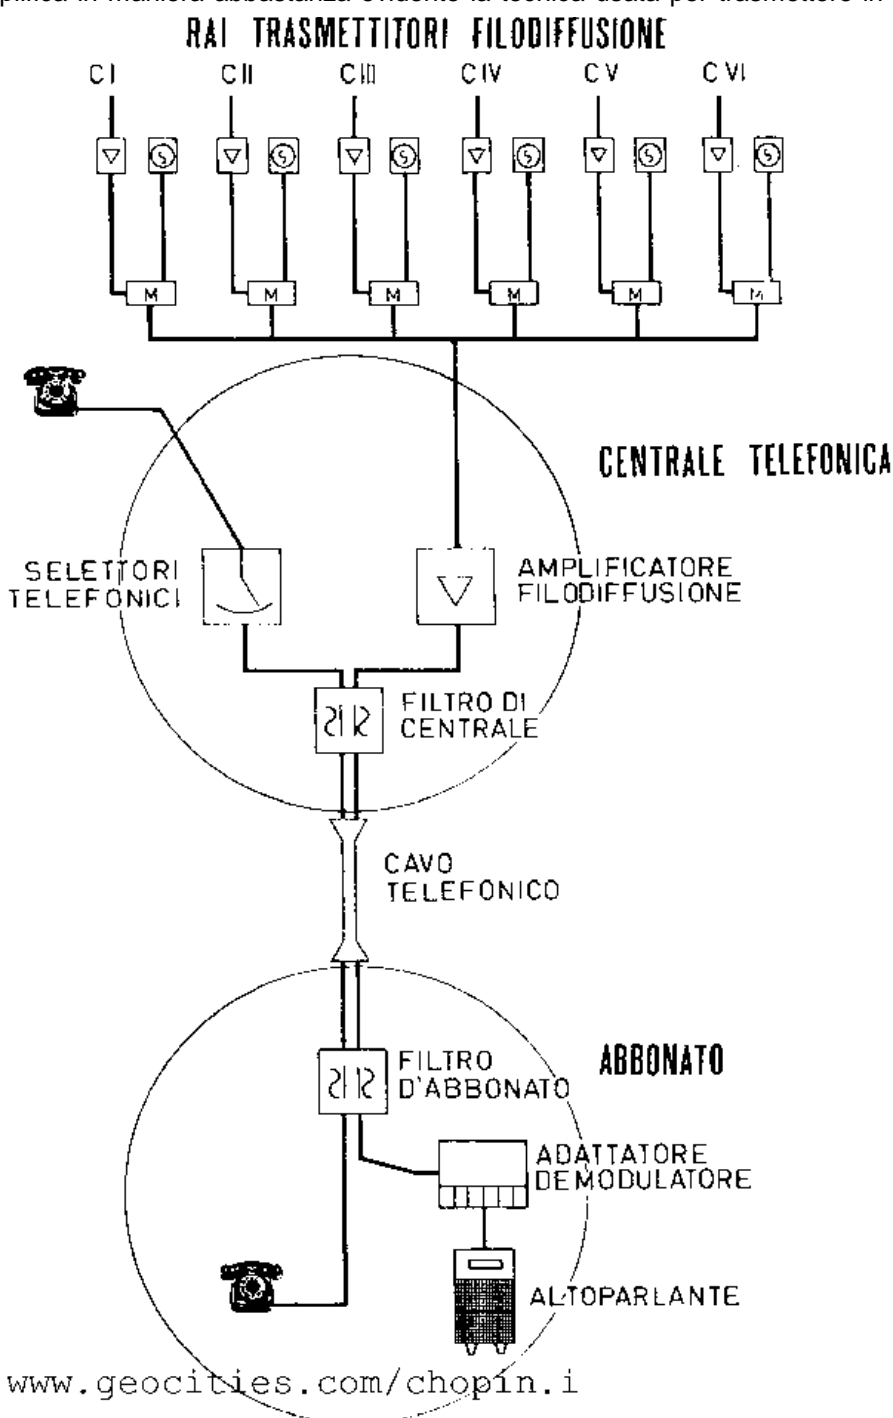 RAI TRASMETTITORI FILODIFFUSIONE
C I C II C III C IV C V C VI
S S S S S S
M M M M M M
CENTRALE TELEFONICA
SELETTORI
TELEFONICI
AMPLIFICATORE
FILODIFFUSIONE
FILTRO DI
CENTRALE
CAVO
TELEFONICO
FILTRO
D'ABBONATO
ABBONATO
ADATTATORE
DEMODULATORE
ALTOPARLANTE
www.geocities.com/chopin.i